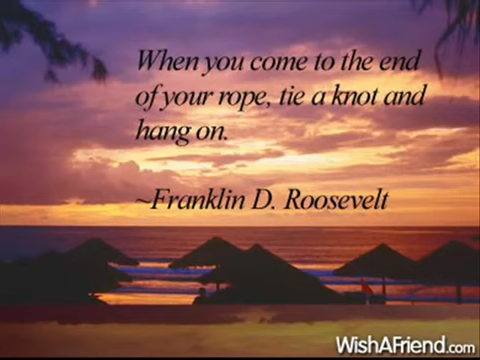 When you come to the end
of your rope, tie a knot and
hang on.
~Franklin D. Roosevelt
WishAFriend.com